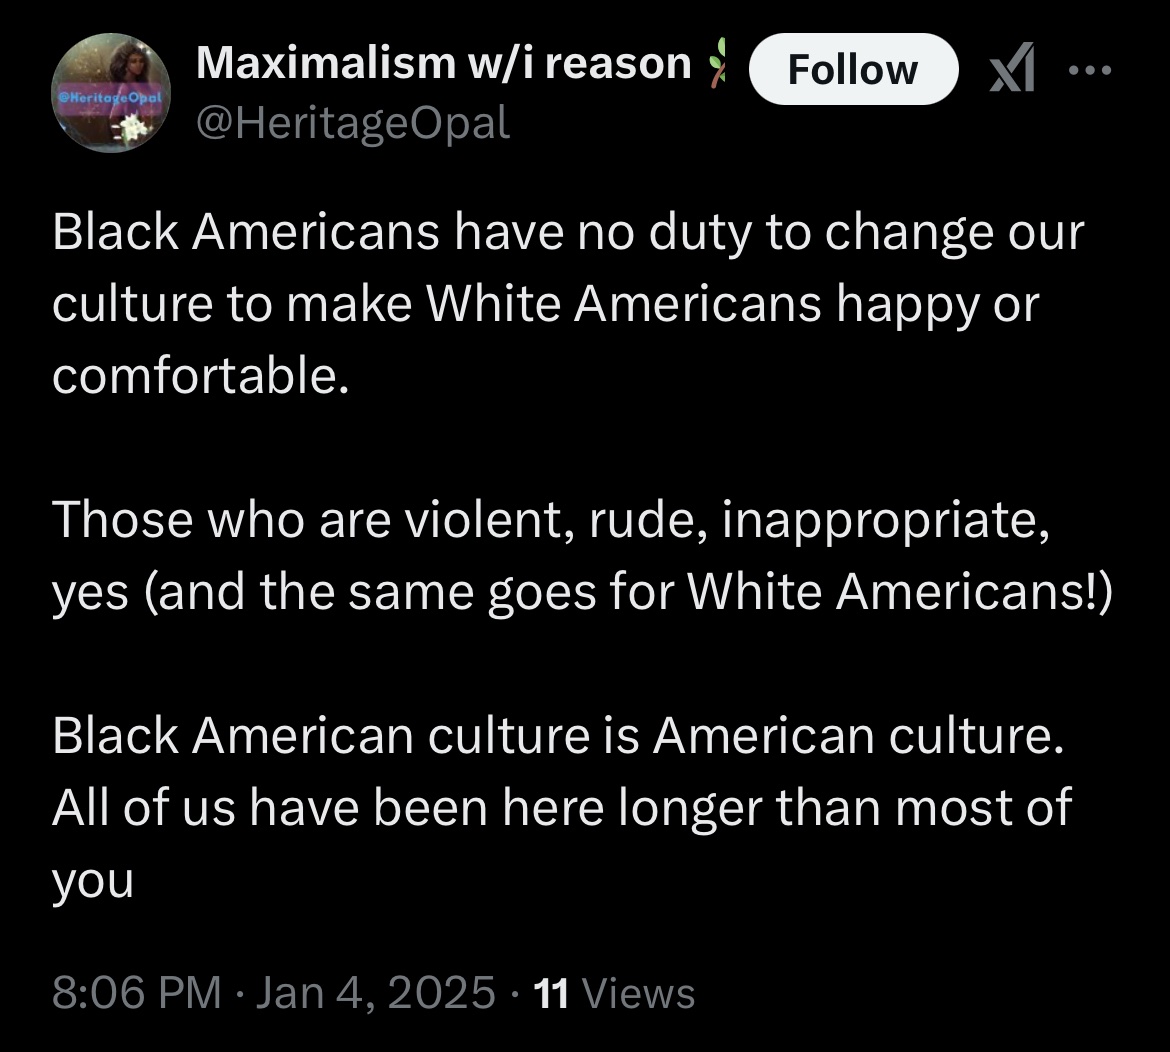 Maximalism w/i reason
Follow
@HeritageOpal
@HeritageOpal
Black Americans have no duty to change our
culture to make White Americans happy or
comfortable.
Those who are violent, rude, inappropriate,
yes (and the same goes for White Americans!)
Black American culture is American culture.
All of us have been here longer than most of
you
8:06 PM · Jan 4, 2025 · 11 Views